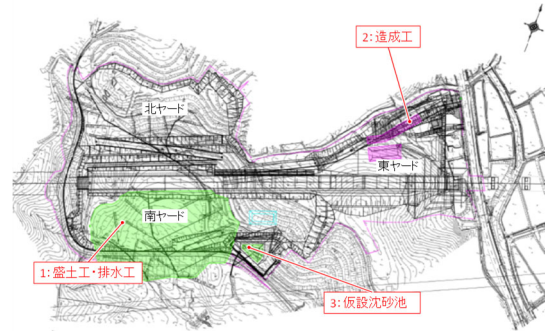 2：造成工
北ヤード
東ヤード
南ヤード
1：盛土工・排水工
3：仮設沈砂池